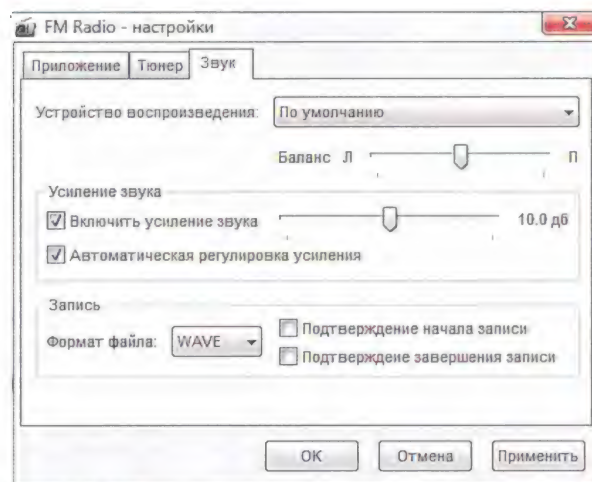 FM Radio - настройки
Приложение Тюнер Звук
Устройство воспроизведения: По умолчанию
Баланс Л П
Усиление звука
Включить усиление звука 10.0 дб
Автоматическая регулировка усиления
Запись
Формат файла: WAVE Подтверждение начала записи
Подтверждеие завершения записи
OK Отмена Применить